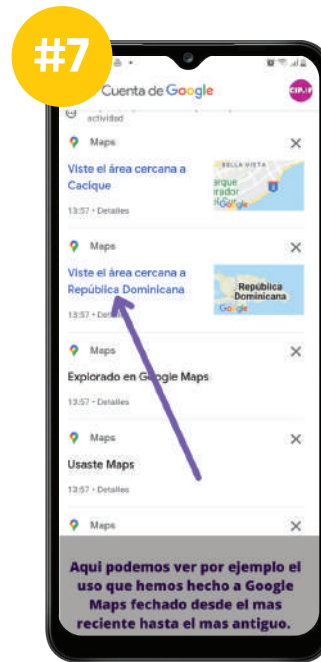 #7
Cuenta de Google
CIPJF
actividad
Maps
Viste el área cercana a
Cacique
13:57 • Detalles
BELLA VISTA
Google
Maps
Viste el área cercana a
República Dominicana
13:57 • Detalles
República
Dominicana
Google
Maps
Explorado en Google Maps
13:57 • Detalles
Maps
Usaste Maps
13:57 • Detalles
Maps
Aqui podemos ver por ejemplo el
uso que hemos hecho a Google
Maps fechado desde el mas
reciente hasta el mas antiguo.